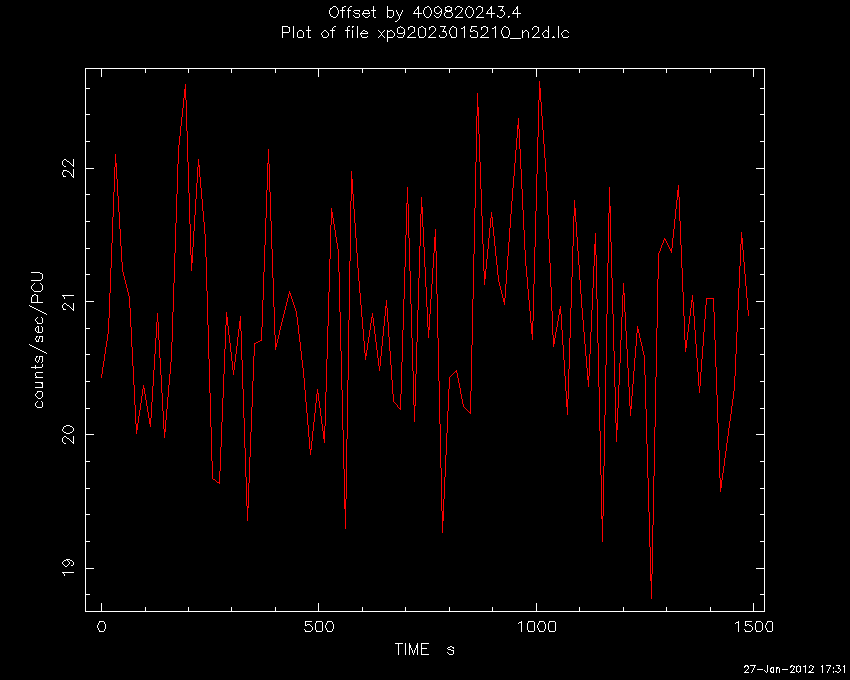 Offset by 409820243.4
Plot of file xp92023015210_n2d.lc
22
21
20
19
counts/sec/PCU
0 500 1000 1500
TIME s
27-Jan-2012 17:31